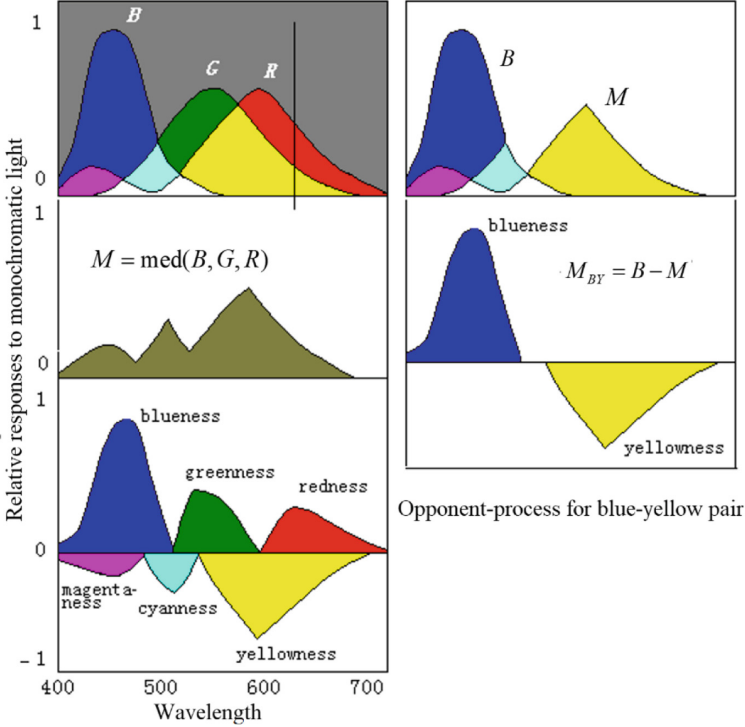 Relative responses to monochromatic light
1
B
G
R
0
B
M
1
M = med(B, G, R)
0
blueness
M_BY = B − M
yellowness
1
blueness
greenness
redness
0
magenta-
ness
cyanness
yellowness
-1
400 500 600 700
Wavelength
Opponent-process for blue-yellow pair